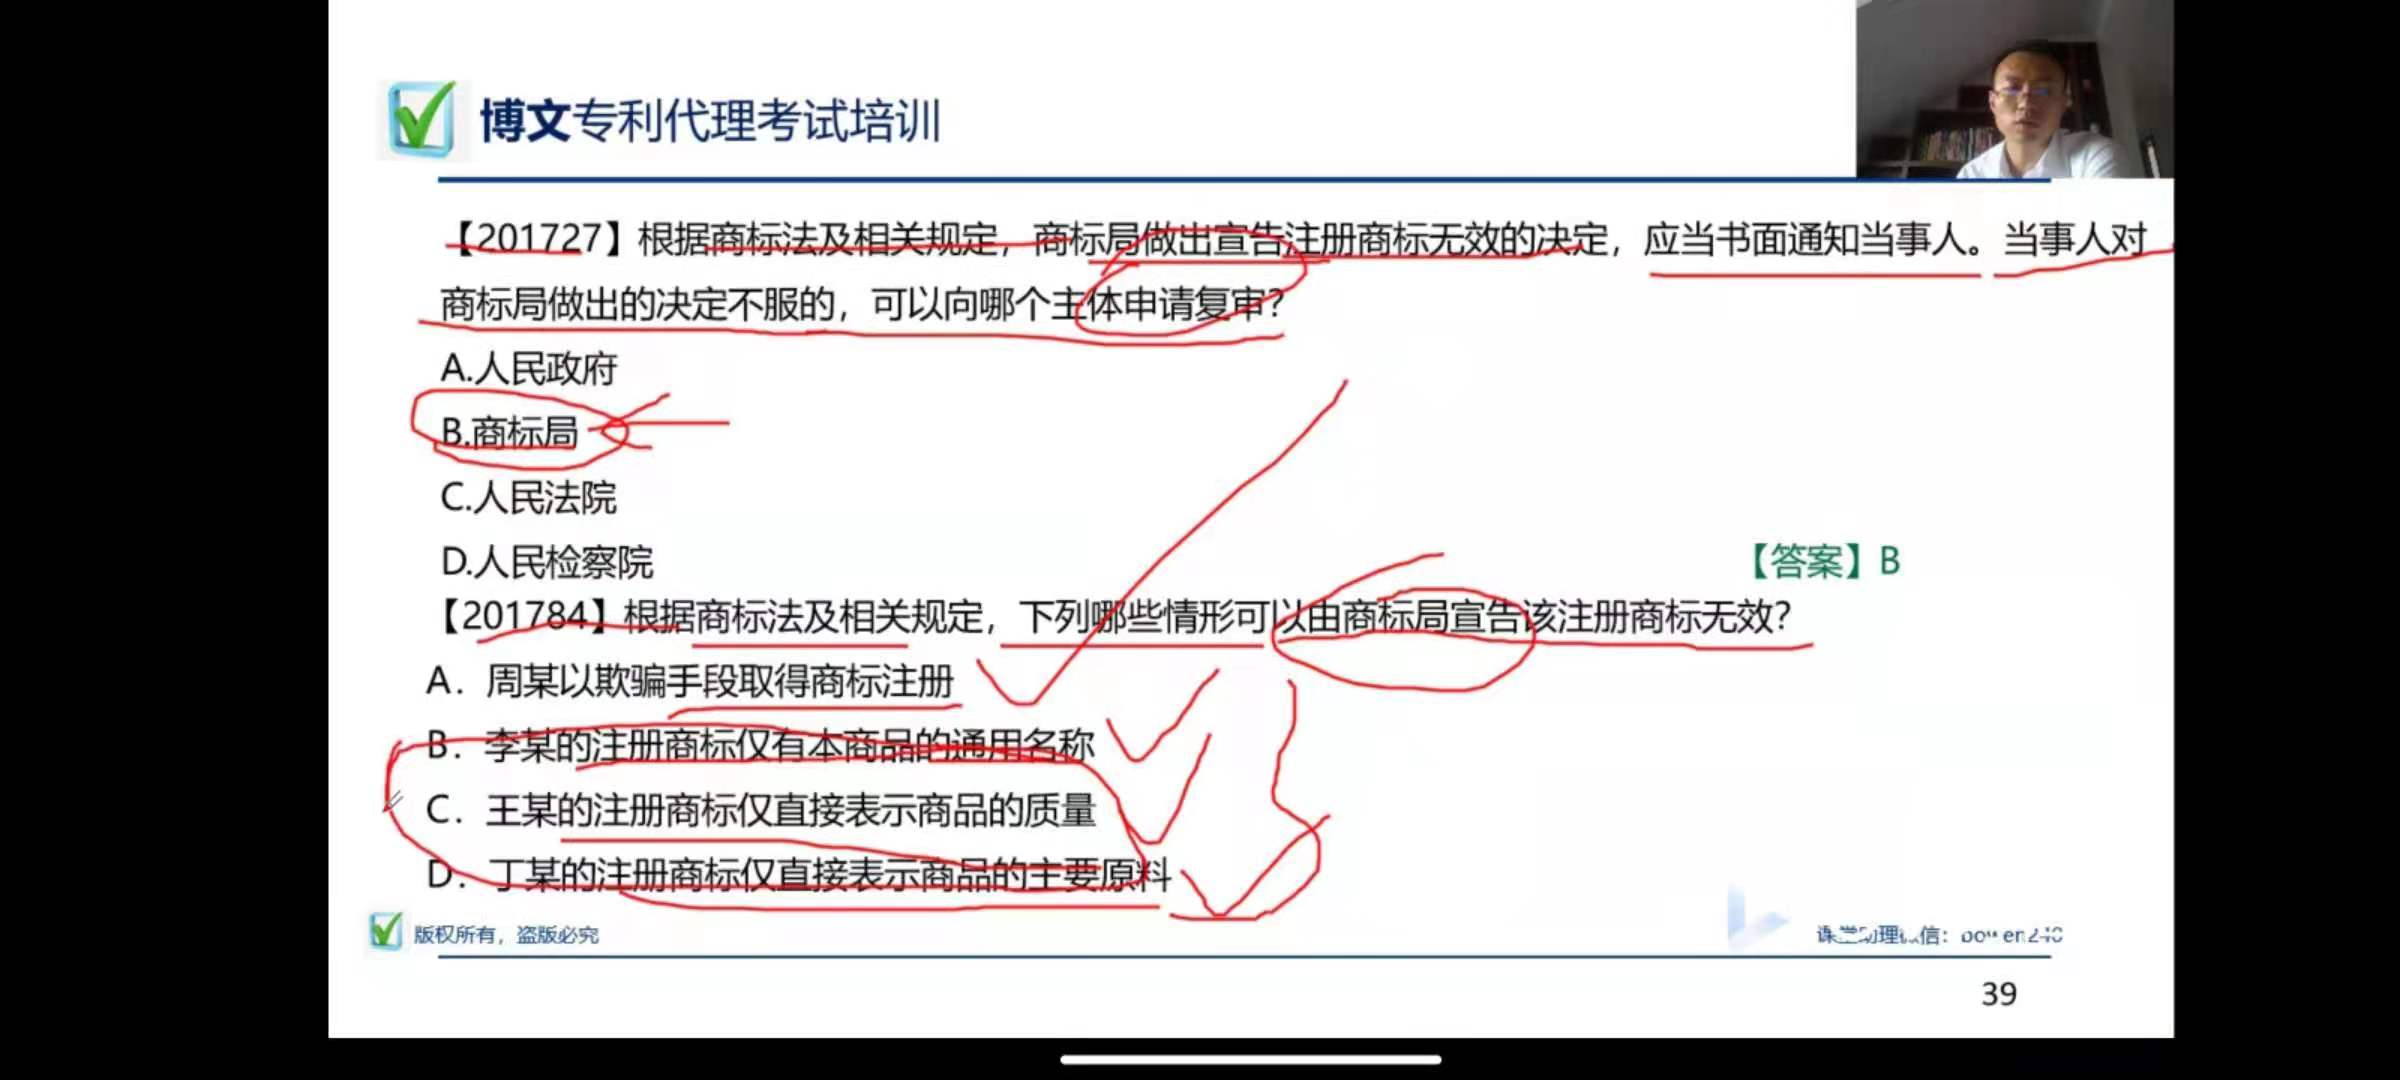 博文专利代理考试培训
【201727】根据商标法及相关规定，商标局做出宣告注册商标无效的决定，应当书面通知当事人。当事人对
商标局做出的决定不服的，可以向哪个主体申请复审？
A.人民政府
B.商标局
C.人民法院
D.人民检察院
【答案】B
【201784】根据商标法及相关规定，下列哪些情形可以由商标局宣告该注册商标无效？
A．周某以欺骗手段取得商标注册
B．李某的注册商标仅有本商品的通用名称
C．王某的注册商标仅直接表示商品的质量
D．丁某的注册商标仅直接表示商品的主要原料
版权所有，盗版必究
39